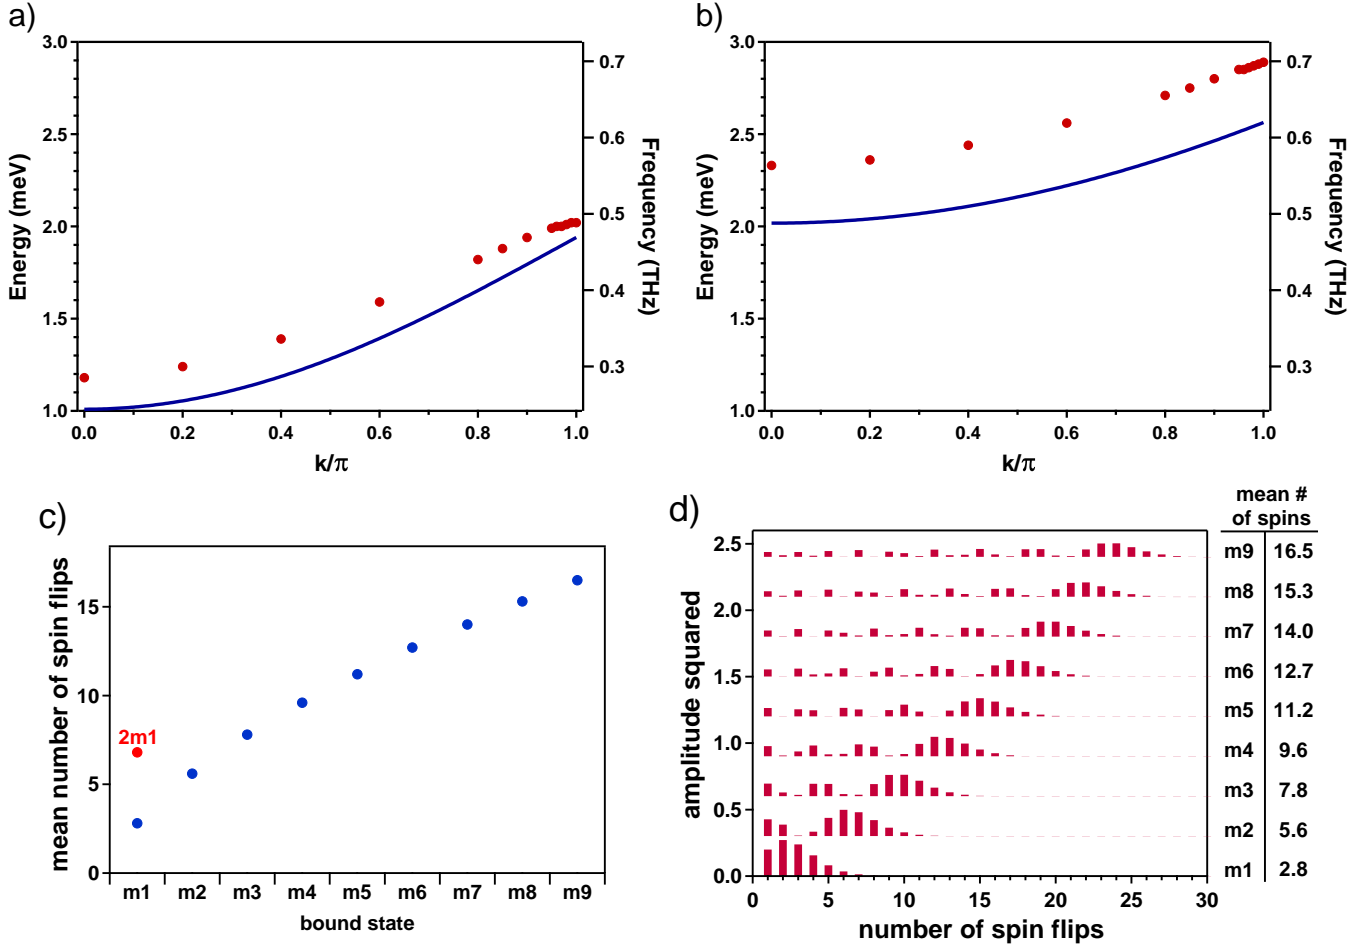 a)
3.0
2.5
2.0
1.5
1.0
Energy (meV)
0.7
0.6
0.5
0.4
0.3
Frequency (THz)
0.0 0.2 0.4 0.6 0.8 1.0
k/π
b)
3.0
2.5
2.0
1.5
1.0
Energy (meV)
0.7
0.6
0.5
0.4
0.3
Frequency (THz)
0.0 0.2 0.4 0.6 0.8 1.0
k/π
c)
15
10
5
0
mean number of spin flips
2m1
m1 m2 m3 m4 m5 m6 m7 m8 m9
bound state
d)
2.5
2.0
1.5
1.0
0.5
0.0
amplitude squared
0 5 10 15 20 25 30
number of spin flips
mean #
of spins
m9 16.5
m8 15.3
m7 14.0
m6 12.7
m5 11.2
m4 9.6
m3 7.8
m2 5.6
m1 2.8